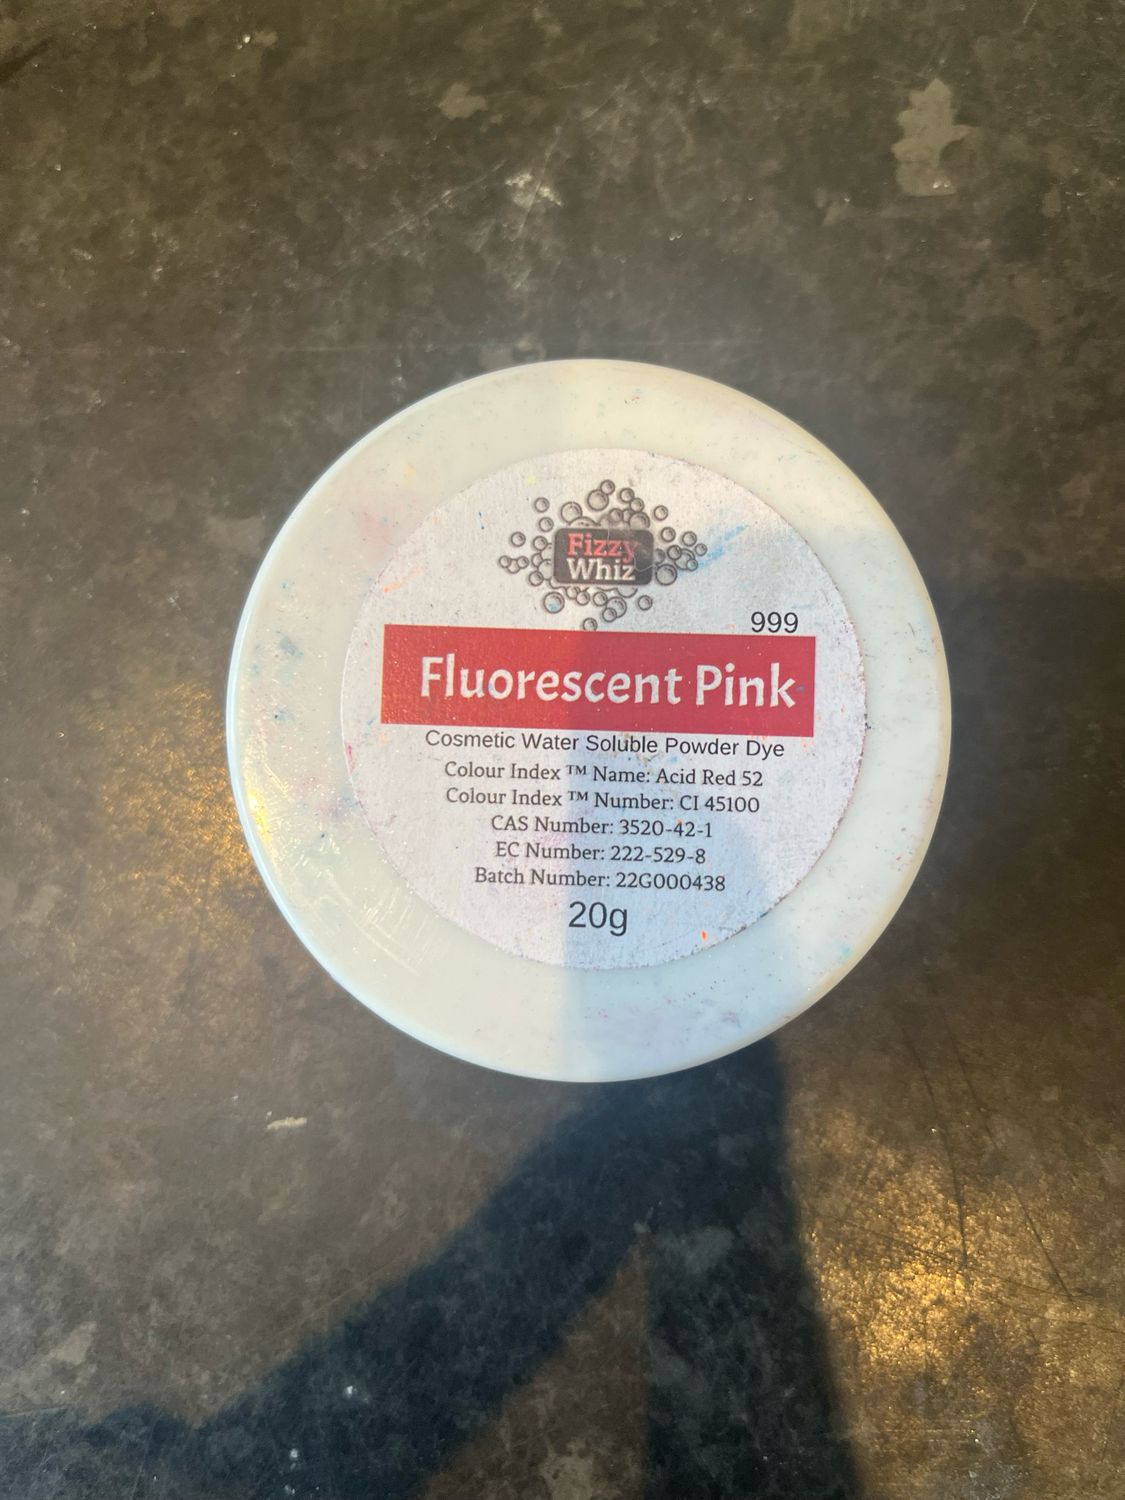 Fizzy
Whiz
999
Fluorescent Pink
Cosmetic Water Soluble Powder Dye
Colour Index ™ Name: Acid Red 52
Colour Index ™ Number: CI 45100
CAS Number: 3520-42-1
EC Number: 222-529-8
Batch Number: 22G000438
20g